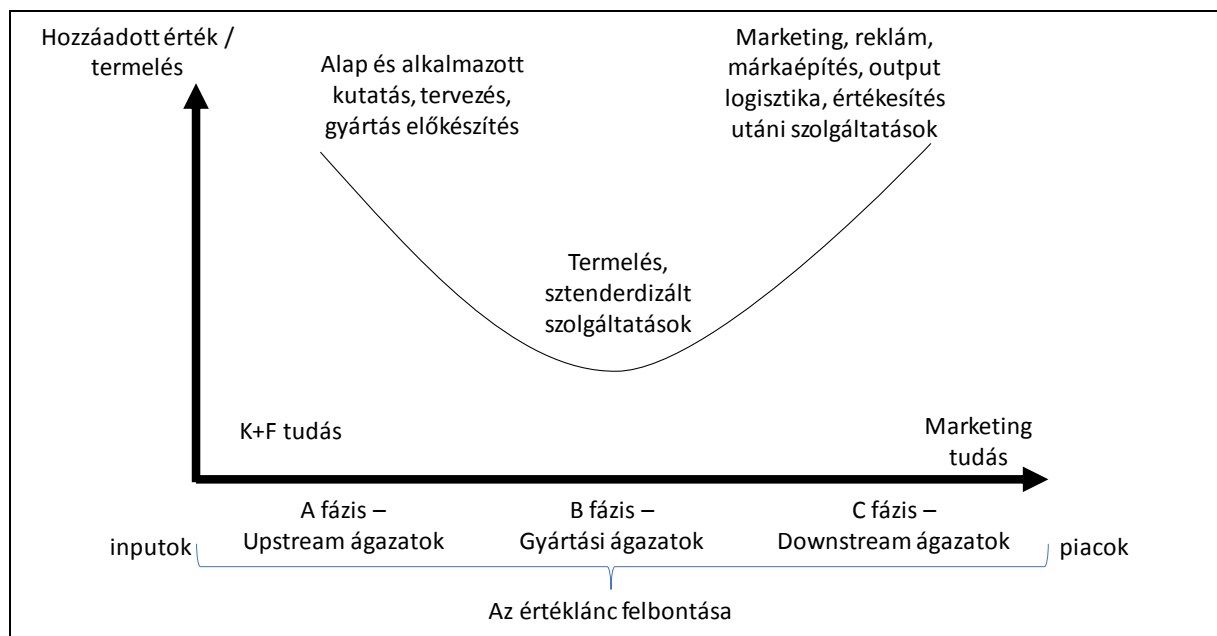 Hozzáadott érték /
termelés
Alap és alkalmazott
kutatás, tervezés,
gyártás előkészítés
Marketing, reklám,
márkaépítés, output
logisztika, értékesítés
utáni szolgáltatások
Termelés,
sztenderdizált
szolgáltatások
K+F tudás
Marketing
tudás
A fázis –
Upstream ágazatok
B fázis –
Gyártási ágazatok
C fázis –
Downstream ágazatok
inputok
piacok
Az értéklánc felbontása